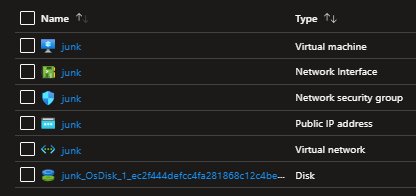 Name Type
junk Virtual machine
junk Network Interface
junk Network security group
junk Public IP address
junk Virtual network
junk_OsDisk_1_ec2f444defcc4fa281868c12c4be... Disk